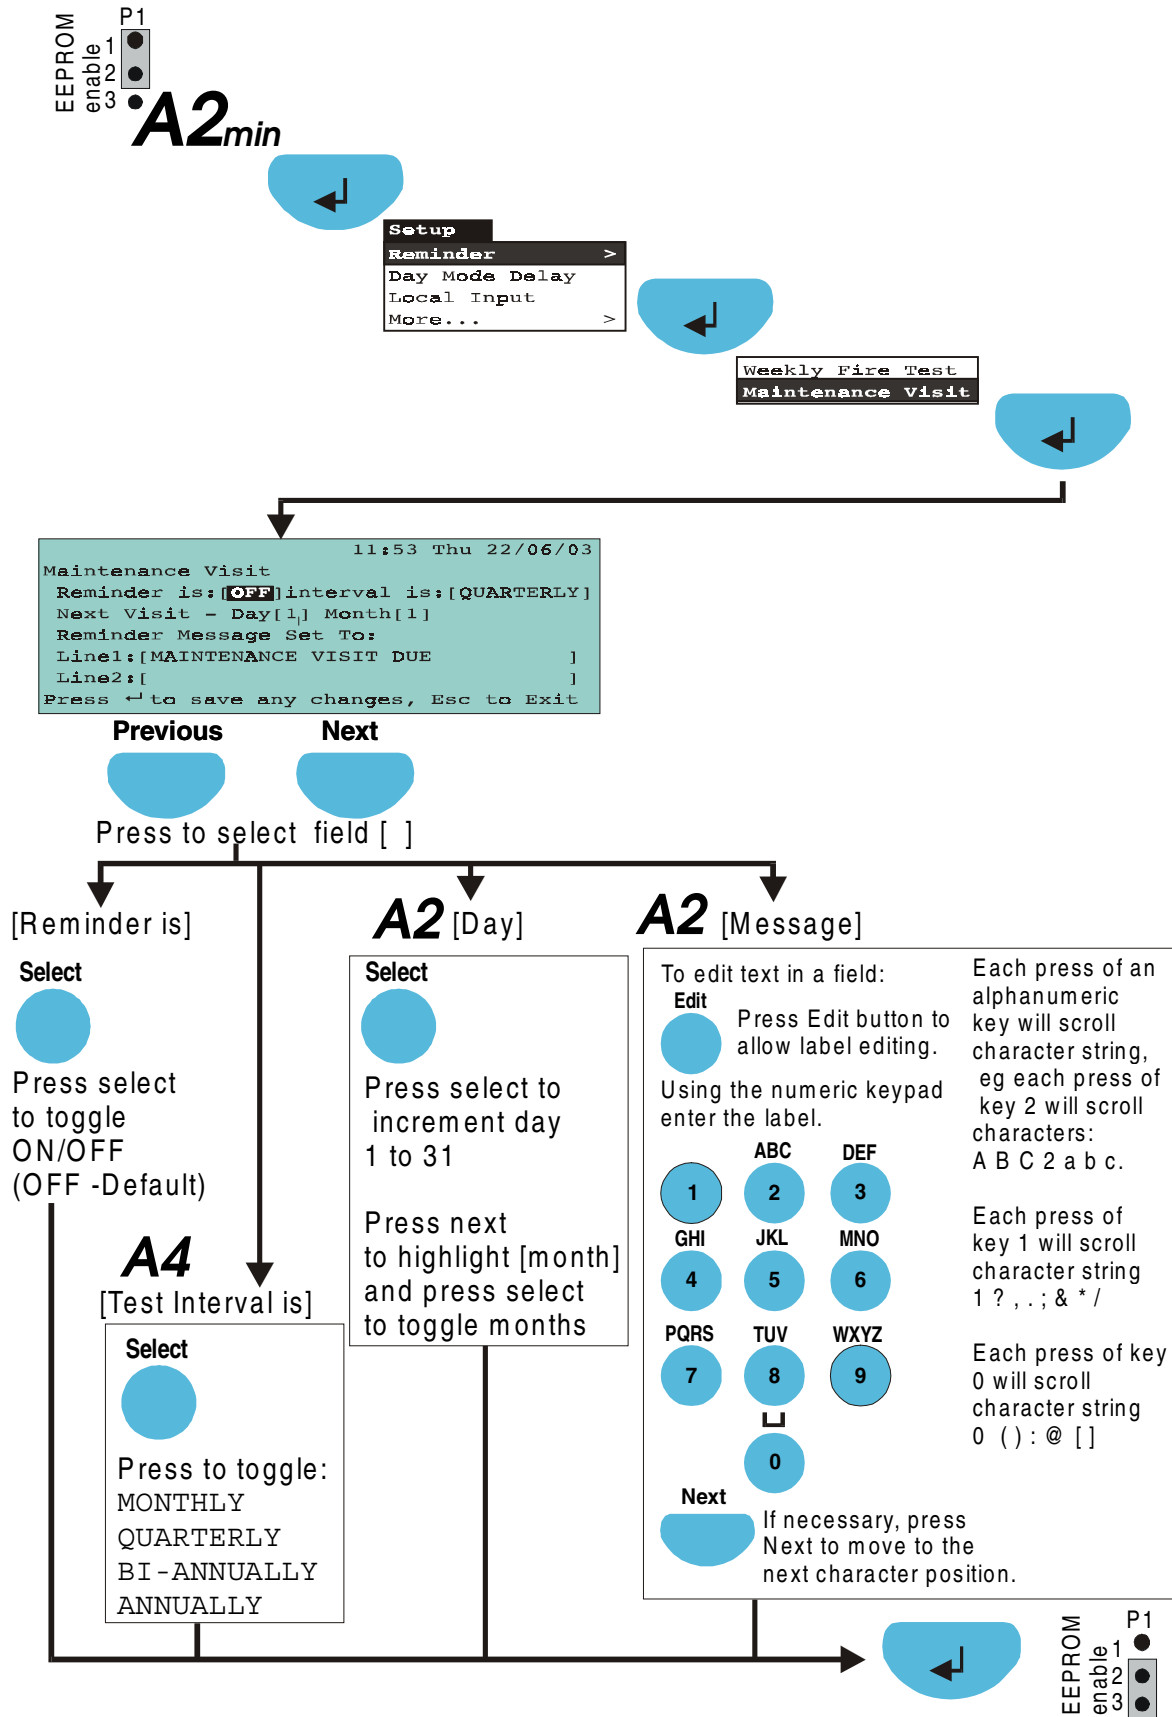 P1
EEPROM
enable
1
2
3
A2min
Setup
Reminder >
Day Mode Delay
Local Input
More... >
Weekly Fire Test
Maintenance Visit
11:53 Thu 22/06/03
Maintenance Visit
Reminder is:[OFF]interval is:[QUARTERLY]
Next Visit - Day[1] Month[1]
Reminder Message Set To:
Line1:[MAINTENANCE VISIT DUE ]
Line2:[ ]
Press ↵ to save any changes, Esc to Exit
Previous Next
Press to select field [ ]
[Reminder is]
Select
Press select
to toggle
ON/OFF
(OFF -Default)
A4
[Test Interval is]
Select
Press to toggle:
MONTHLY
QUARTERLY
BI-ANNUALLY
ANNUALLY
A2 [Day]
Select
Press select to
increment day
1 to 31
Press next
to highlight [month]
and press select
to toggle months
A2 [Message]
To edit text in a field:
Edit
Press Edit button to
allow label editing.
Using the numeric keypad
enter the label.
ABC DEF
1 2 3
GHI JKL MNO
4 5 6
PQRS TUV WXYZ
7 8 9
0
Next
If necessary, press
Next to move to the
next character position.
Each press of an
alphanumeric
key will scroll
character string,
eg each press of
key 2 will scroll
characters:
A B C 2 a b c.
Each press of
key 1 will scroll
character string
1 ? , . ; & * /
Each press of key
0 will scroll
character string
0 ( ) : @ [ ]
P1
EEPROM
enable
1
2
3